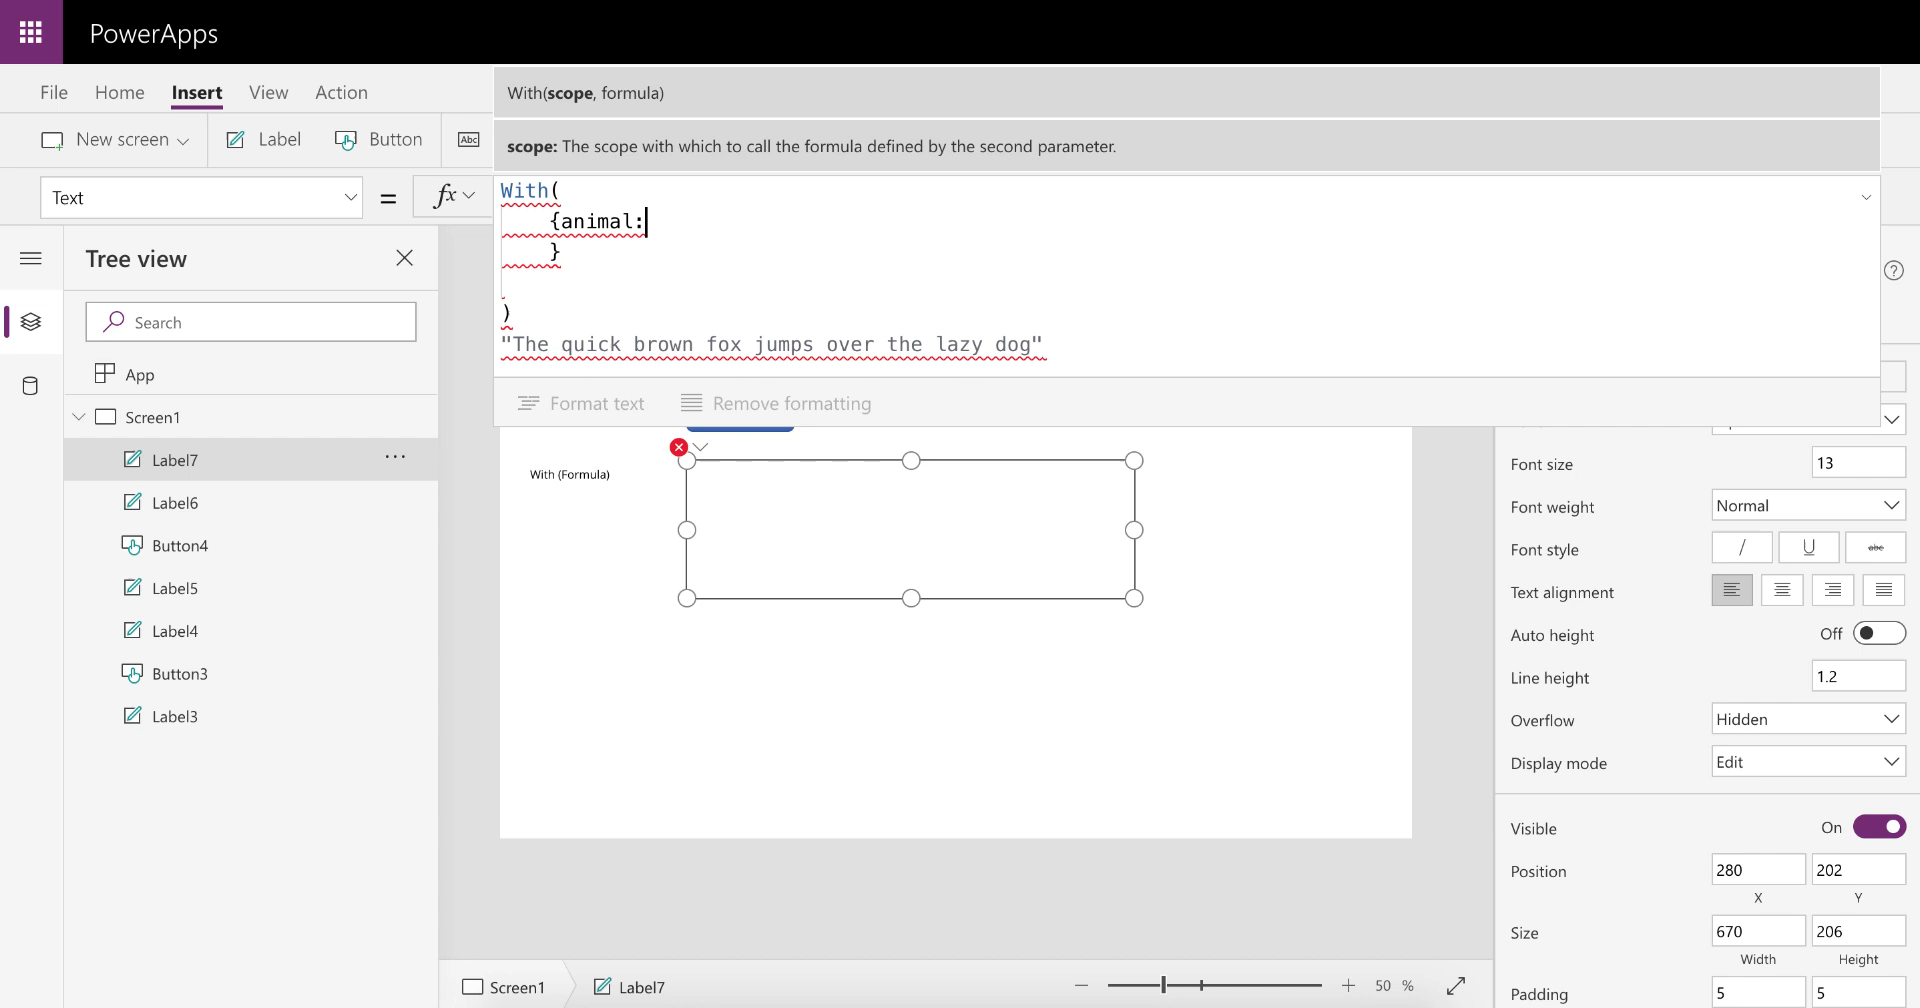 PowerApps
File Home Insert View Action
With(scope, formula)
New screen Label Button Abc
scope: The scope with which to call the formula defined by the second parameter.
Text = fx
With(
{animal:
}
)
"The quick brown fox jumps over the lazy dog"
Format text Remove formatting
Tree view
Search
App
Screen1
Label7 ...
Label6
Button4
Label5
Label4
Button3
Label3
With (Formula)
Font size 13
Font weight Normal
Font style / U abc
Text alignment
Auto height Off
Line height 1.2
Overflow Hidden
Display mode Edit
Visible On
Position 280 202
X Y
Size 670 206
Width Height
Padding 5 5
Screen1 Label7 50 %